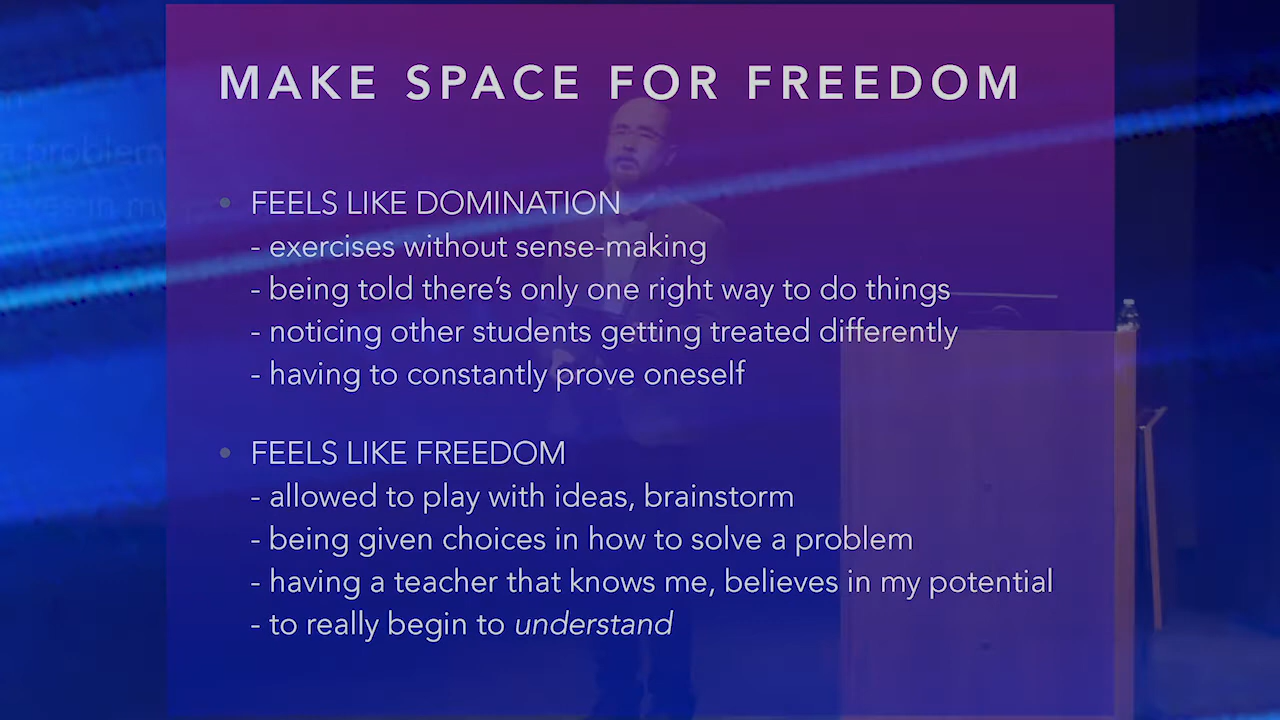 MAKE SPACE FOR FREEDOM
• FEELS LIKE DOMINATION
- exercises without sense-making
- being told there's only one right way to do things
- noticing other students getting treated differently
- having to constantly prove oneself
• FEELS LIKE FREEDOM
- allowed to play with ideas, brainstorm
- being given choices in how to solve a problem
- having a teacher that knows me, believes in my potential
- to really begin to understand